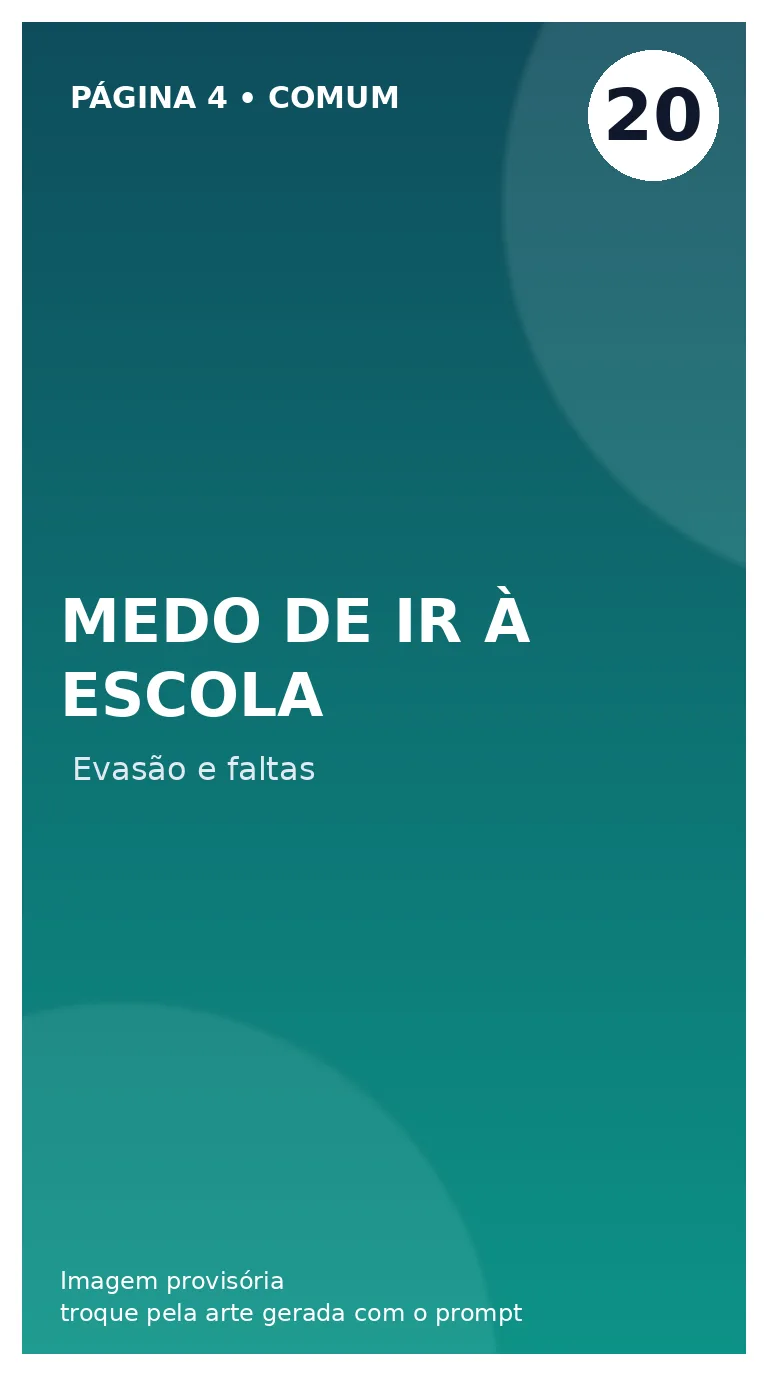 PÁGINA 4 • COMUM
20
MEDO DE IR À
ESCOLA
Evasão e faltas
Imagem provisória
troque pela arte gerada com o prompt